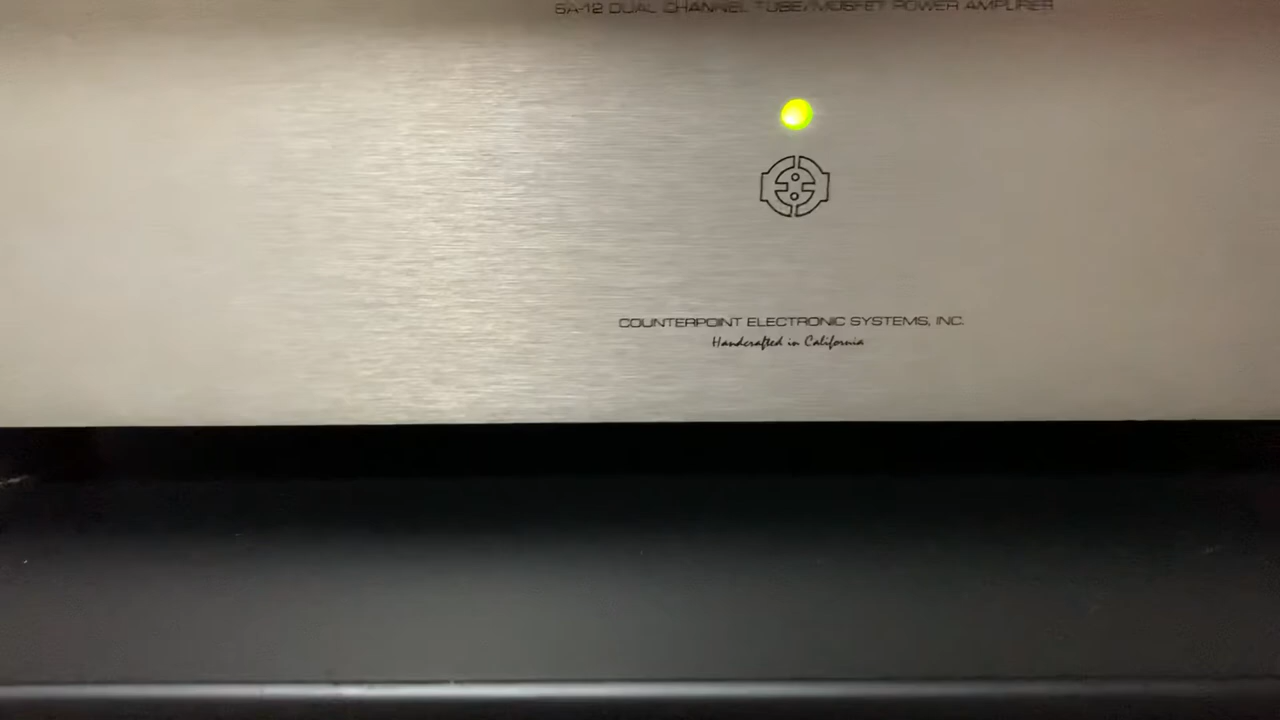 SA-12 DUAL CHANNEL TUBE/MOSFET POWER AMPLIFIER
COUNTERPOINT ELECTRONIC SYSTEMS, INC.
Handcrafted in California